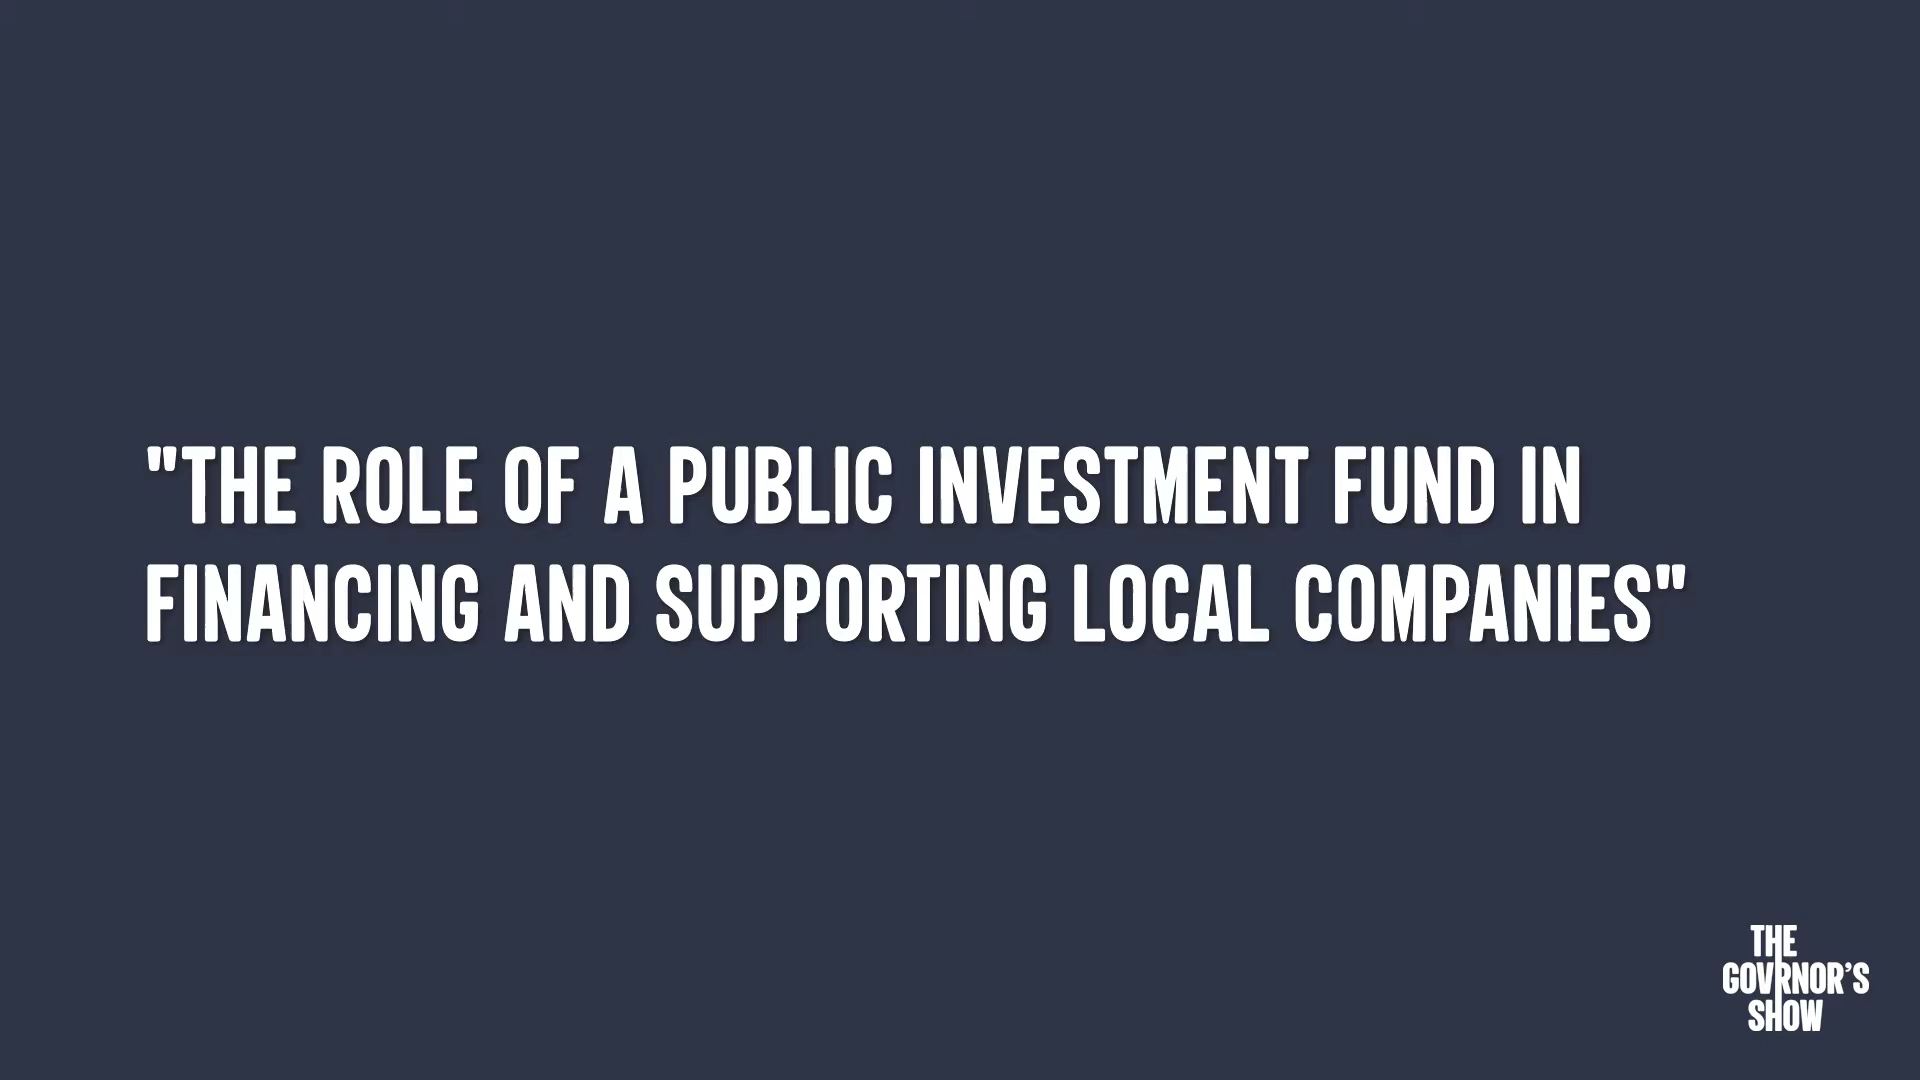 "THE ROLE OF A PUBLIC INVESTMENT FUND IN
FINANCING AND SUPPORTING LOCAL COMPANIES"
THE
GOVRNOR'S
SHOW